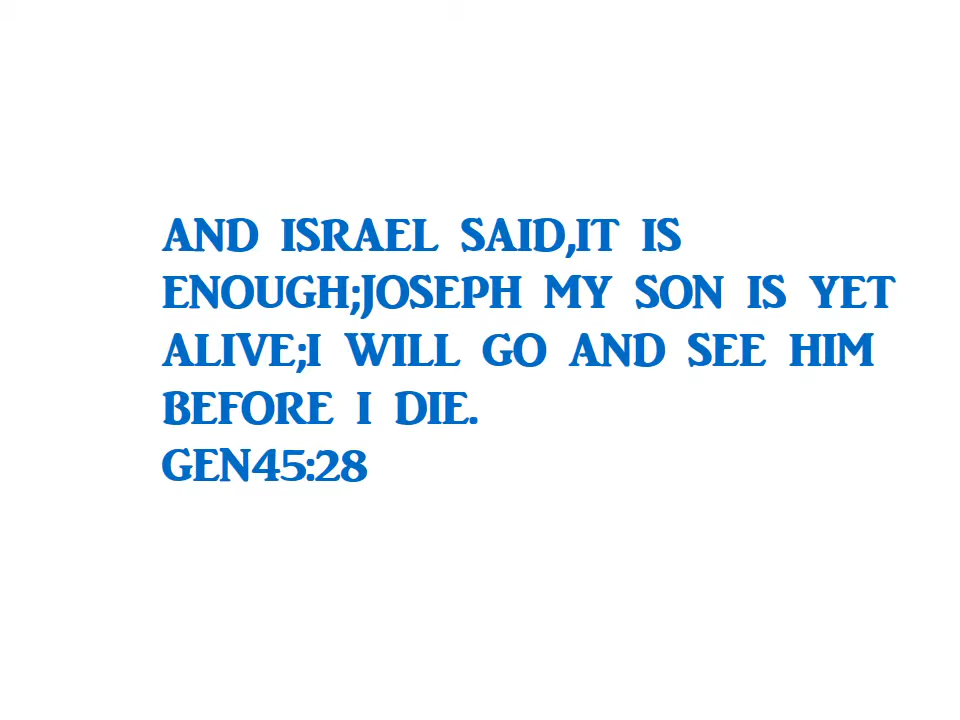 AND ISRAEL SAID,IT IS
ENOUGH;JOSEPH MY SON IS YET
ALIVE;I WILL GO AND SEE HIM
BEFORE I DIE.
GEN45:28